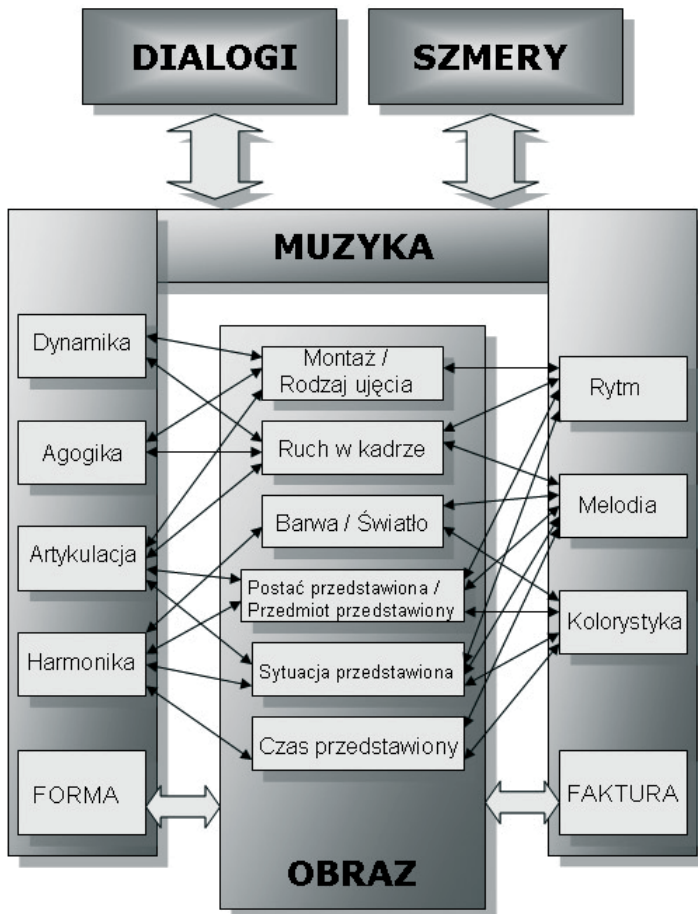 DIALOGI
SZMERY
MUZYKA
Dynamika
Agogika
Artykulacja
Harmonika
FORMA
Montaż /
Rodzaj ujęcia
Ruch w kadrze
Barwa / Światło
Postać przedstawiona /
Przedmiot przedstawiony
Sytuacja przedstawiona
Czas przedstawiony
OBRAZ
Rytm
Melodia
Kolorystyka
FAKTURA